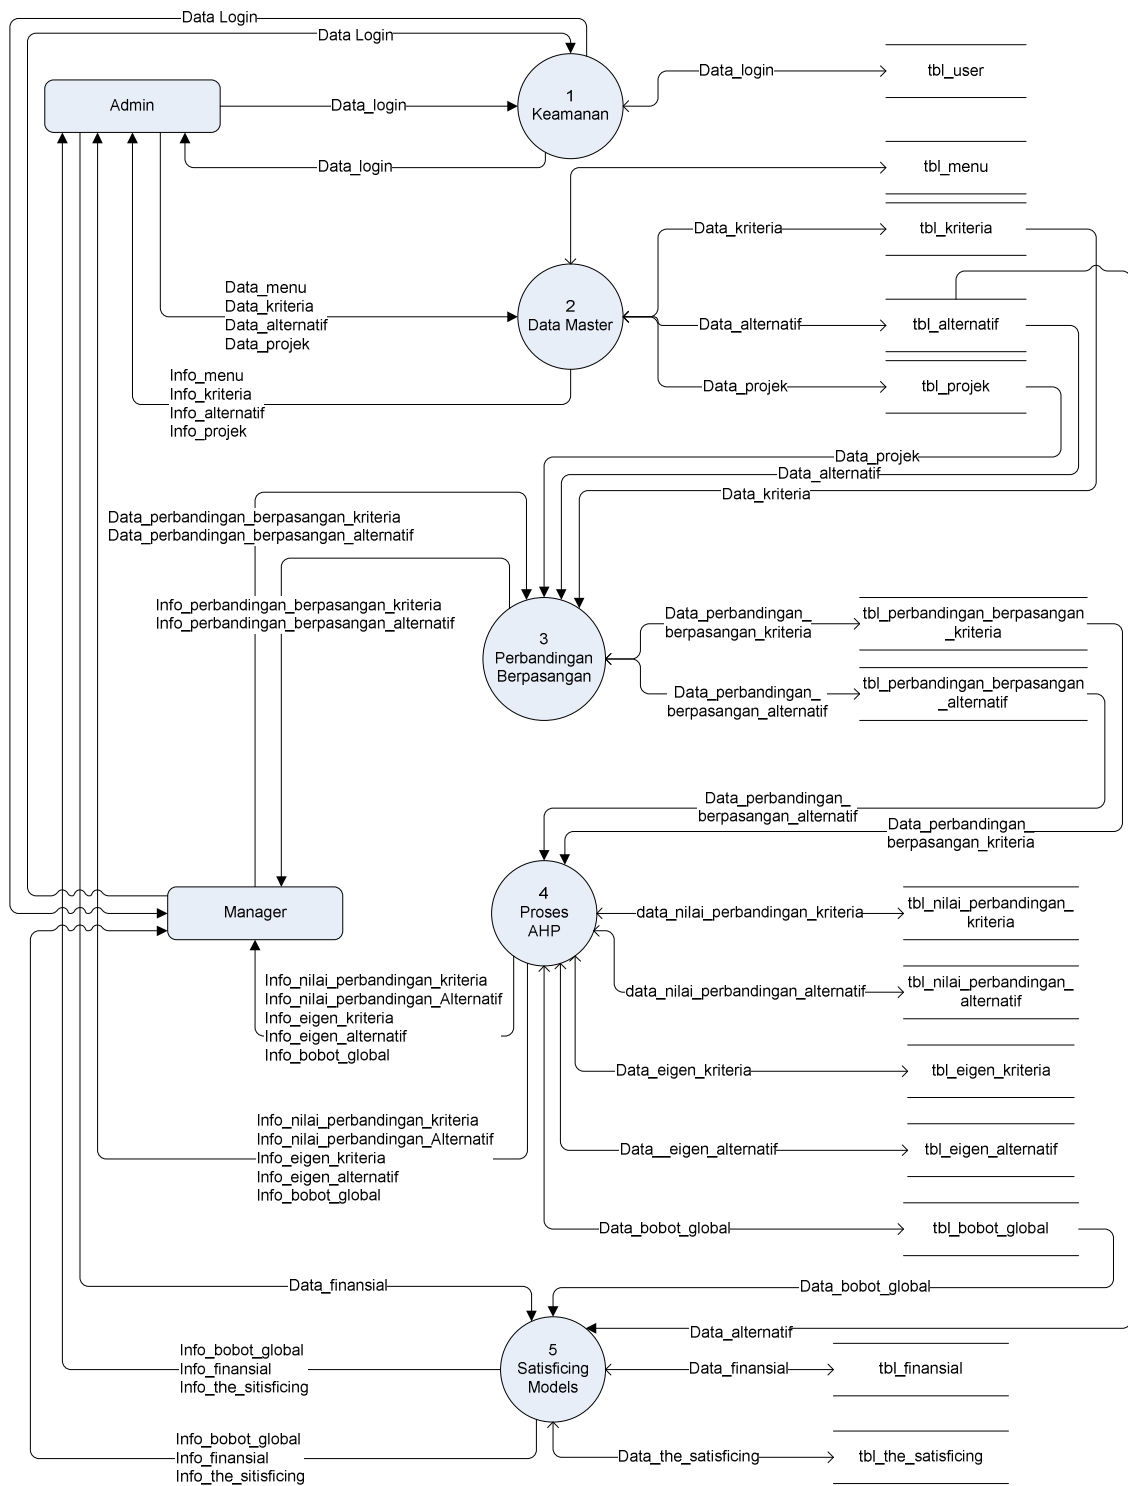 Data Login
Data Login
Admin
Data_login
1
Keamanan
Data_login
tbl_user
Data_login
tbl_menu
Data_kriteria
tbl_kriteria
Data_menu
Data_kriteria
Data_alternatif
Data_projek
2
Data Master
Data_alternatif
tbl_alternatif
Data_projek
tbl_projek
Info_menu
Info_kriteria
Info_alternatif
Info_projek
Data_projek
Data_alternatif
Data_kriteria
Data_perbandingan_berpasangan_kriteria
Data_perbandingan_berpasangan_alternatif
Info_perbandingan_berpasangan_kriteria
Info_perbandingan_berpasangan_alternatif
3
Perbandingan
Berpasangan
Data_perbandingan_
berpasangan_kriteria
tbl_perbandingan_berpasangan
_kriteria
Data_perbandingan_
berpasangan_alternatif
tbl_perbandingan_berpasangan
_alternatif
Data_perbandingan_
berpasangan_alternatif
Data_perbandingan_
berpasangan_kriteria
Manager
4
Proses
AHP
data_nilai_perbandingan_kriteria
tbl_nilai_perbandingan_
kriteria
data_nilai_perbandingan_alternatif
tbl_nilai_perbandingan_
alternatif
Info_nilai_perbandingan_kriteria
Info_nilai_perbandingan_Alternatif
Info_eigen_kriteria
Info_eigen_alternatif
Info_bobot_global
Data_eigen_kriteria
tbl_eigen_kriteria
Info_nilai_perbandingan_kriteria
Info_nilai_perbandingan_Alternatif
Info_eigen_kriteria
Info_eigen_alternatif
Info_bobot_global
Data__eigen_alternatif
tbl_eigen_alternatif
Data_bobot_global
tbl_bobot_global
Data_finansial
Data_bobot_global
Data_alternatif
5
Satisficing
Models
Info_bobot_global
Info_finansial
Info_the_sitisficing
Data_finansial
tbl_finansial
Info_bobot_global
Info_finansial
Info_the_sitisficing
Data_the_satisficing
tbl_the_satisficing